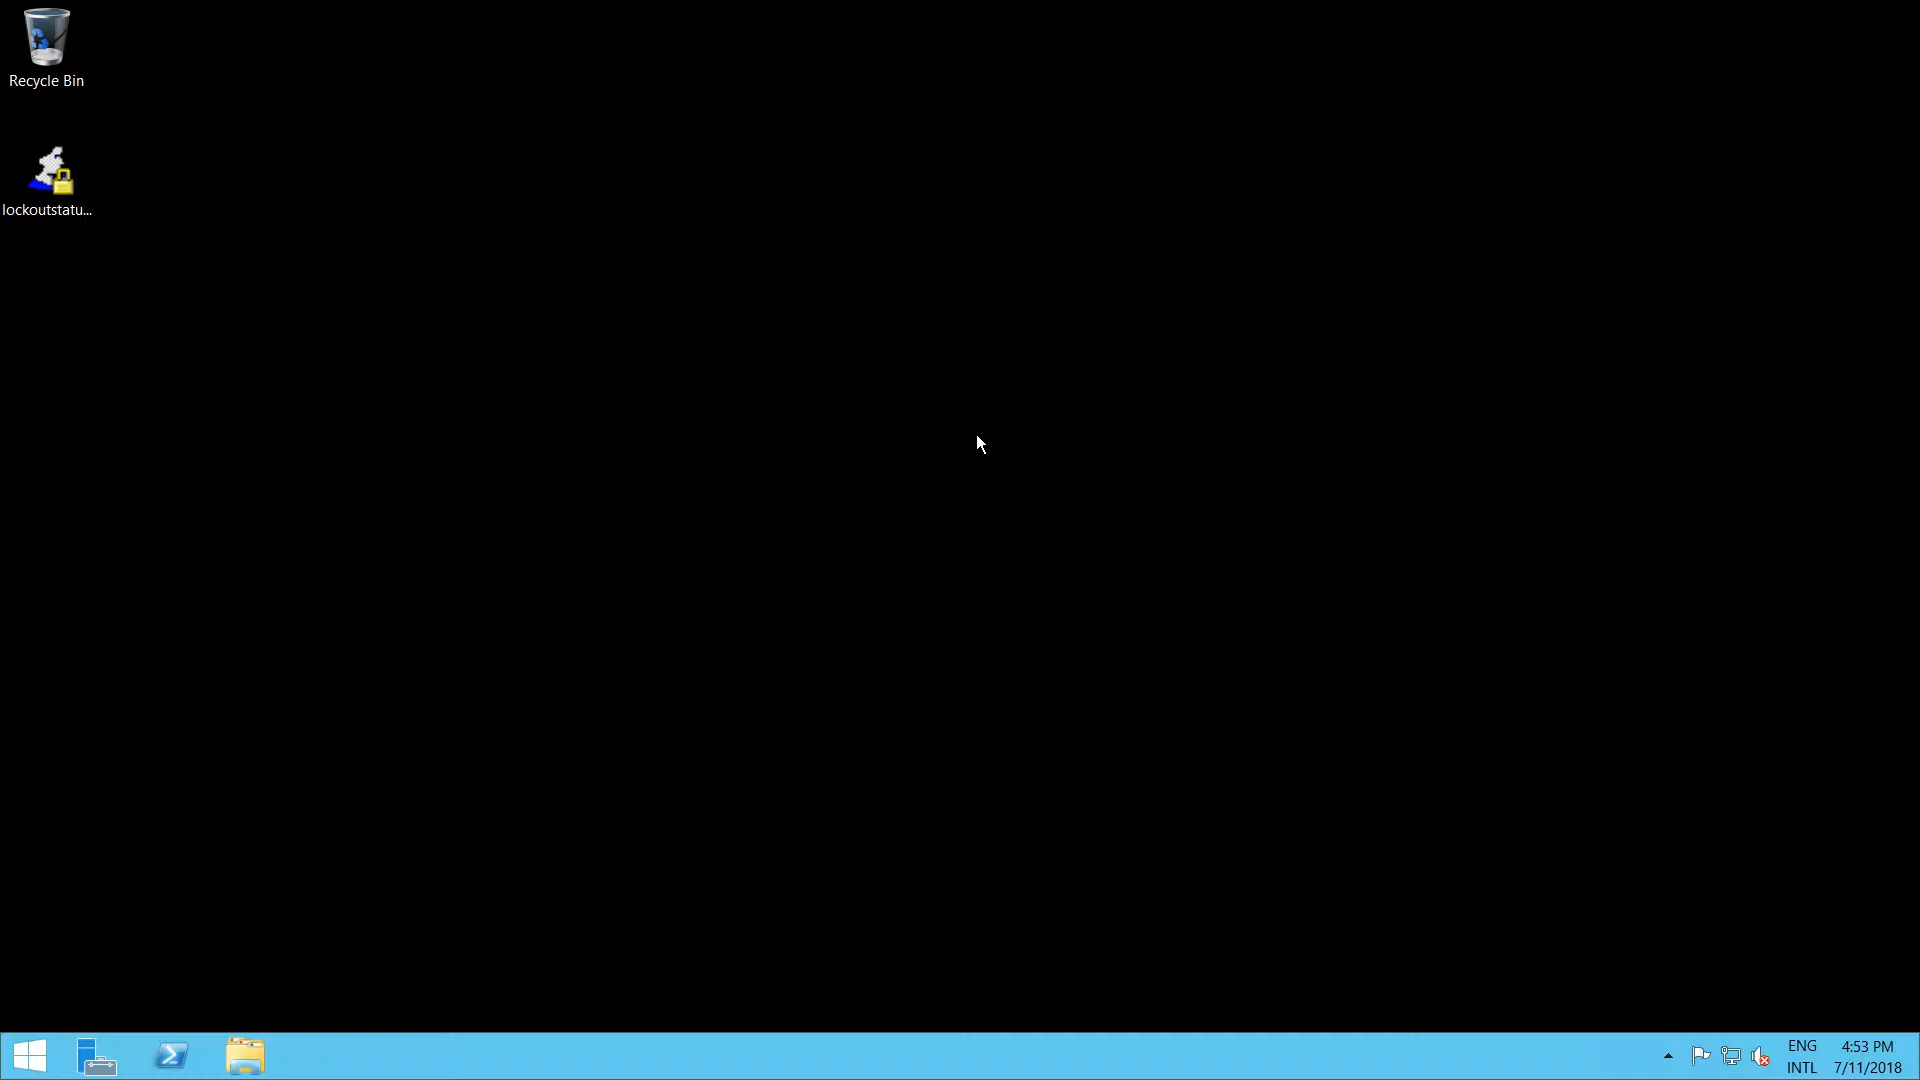 Recycle Bin
lockoutstatu...
ENG
INTL
4:53 PM
7/11/2018